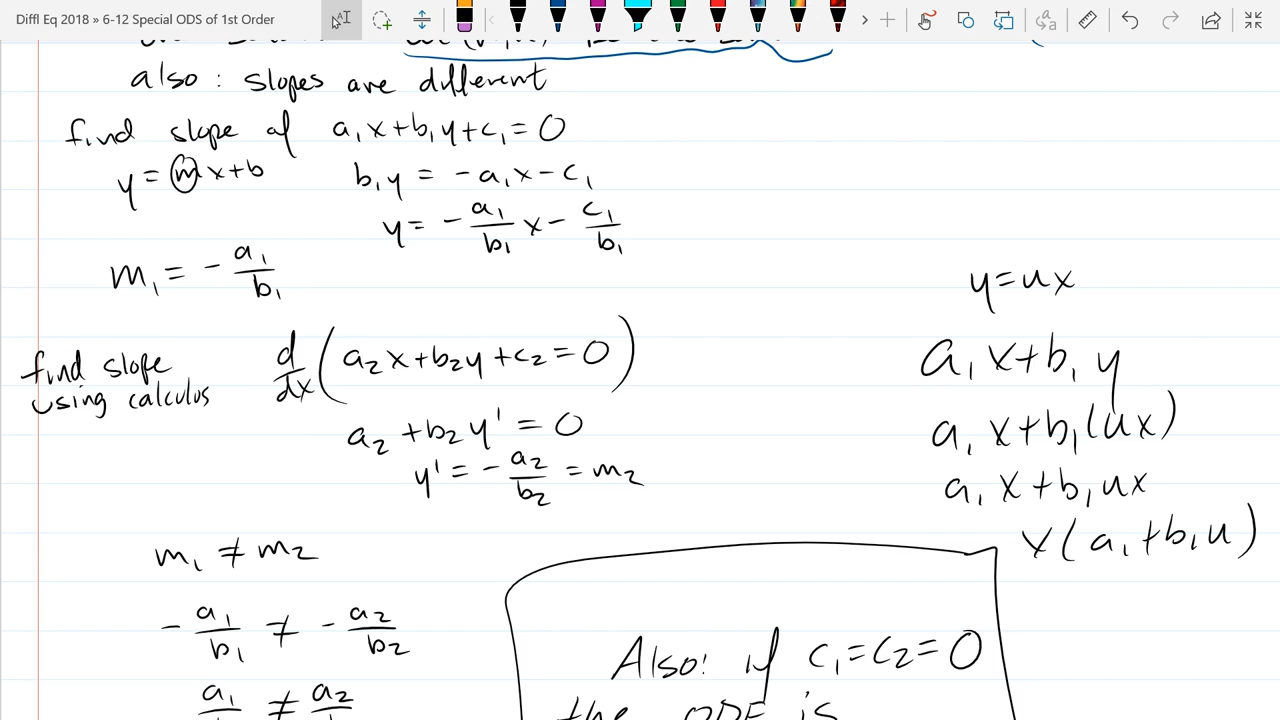 Diffl Eq 2018 » 6-12 Special ODS of 1st Order
also : slopes are different
find slope of a₁x+b₁y+c₁=0
y=mx+b b₁y = -a₁x-c₁
y= -a₁/b₁ x- c₁/b₁
m₁ = -a₁/b₁
find slope using calculus d/dx (a₂x+b₂y+c₂=0)
a₂+b₂y'=0
y'=-a₂/b₂=m₂
m₁≠m₂
-a₁/b₁ ≠ -a₂/b₂
y=ux
a₁x+b₁y
a₁x+b₁(ux)
a₁x+b₁ux
x(a₁+b₁u)
Also! if c₁=c₂=0
the ODE is